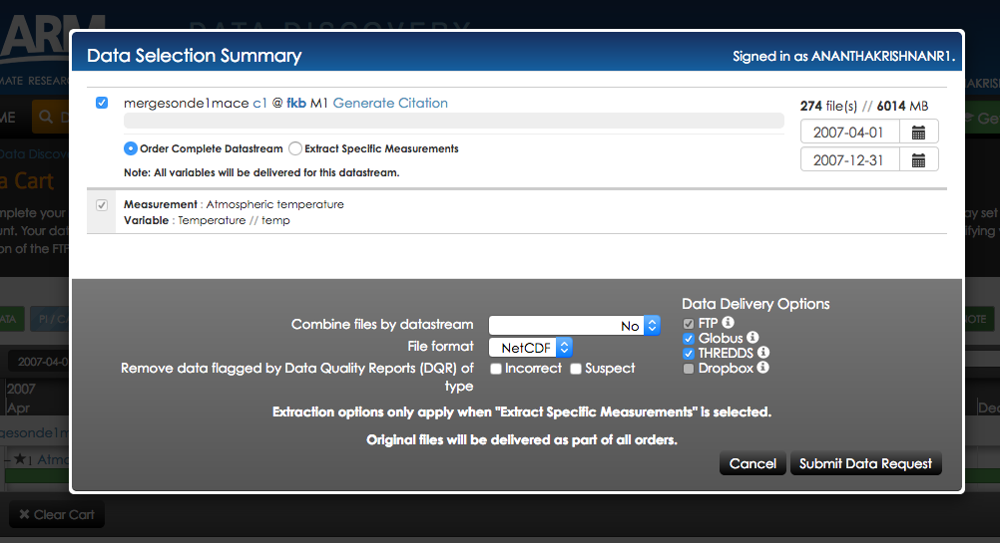 ARM
DATA DISCOVERY
Data Selection Summary
Signed in as ANANTHAKRISHNANR1.
mergesonde1mace c1 @ fkb M1 Generate Citation
274 file(s) // 6014 MB
2007-04-01
2007-12-31
Order Complete Datastream
Extract Specific Measurements
Note: All variables will be delivered for this datastream.
Measurement : Atmospheric temperature
Variable : Temperature // temp
Combine files by datastream
No
File format
NetCDF
Remove data flagged by Data Quality Reports (DQR) of
type
Incorrect
Suspect
Data Delivery Options
FTP
Globus
THREDDS
Dropbox
Extraction options only apply when "Extract Specific Measurements" is selected.
Original files will be delivered as part of all orders.
Cancel
Submit Data Request
2007
Apr
Clear Cart